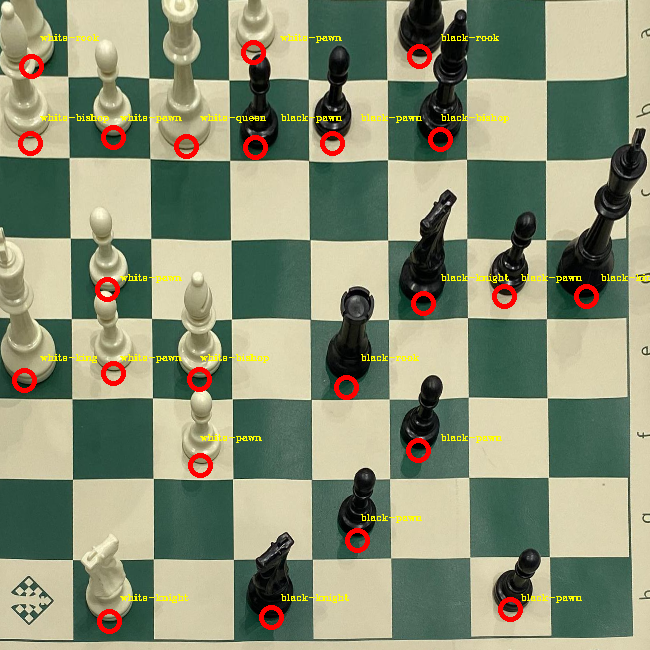 white-rook
white-pawn
black-rook
a
white-bishop
white-pawn
white-queen
black-pawn
black-pawn
black-bishop
b
c
white-pawn
black-knight
black-pawn
white-king
white-pawn
white-bishop
black-rook
e
white-pawn
black-pawn
f
black-pawn
g
white-knight
black-knight
black-pawn
h